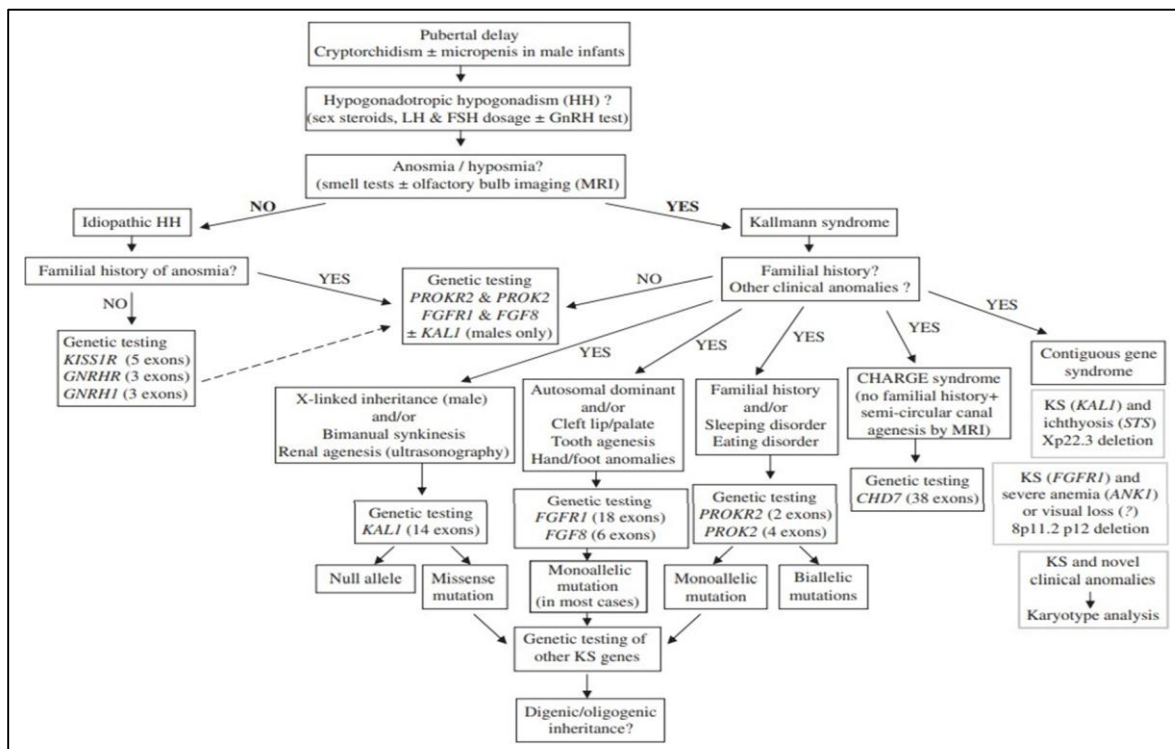 Pubertal delay
Cryptorchidism ± micropenis in male infants
Hypogonadotropic hypogonadism (HH) ?
(sex steroids, LH & FSH dosage ± GnRH test)
Anosmia / hyposmia?
(smell tests ± olfactory bulb imaging (MRI)
NO
YES
Idiopathic HH
Kallmann syndrome
Familial history of anosmia?
YES
NO
Genetic testing
KISS1R (5 exons)
GNRHR (3 exons)
GNRH1 (3 exons)
Genetic testing
PROKR2 & PROK2
FGFR1 & FGF8
± KAL1 (males only)
NO
Familial history?
Other clinical anomalies ?
YES
YES
YES
YES
YES
X-linked inheritance (male)
and/or
Bimanual synkinesis
Renal agenesis (ultrasonography)
Genetic testing
KAL1 (14 exons)
Null allele
Missense
mutation
Autosomal dominant
and/or
Cleft lip/palate
Tooth agenesis
Hand/foot anomalies
Genetic testing
FGFR1 (18 exons)
FGF8 (6 exons)
Monoallelic
mutation
(in most cases)
Familial history
and/or
Sleeping disorder
Eating disorder
Genetic testing
PROKR2 (2 exons)
PROK2 (4 exons)
Monoallelic
mutation
Biallelic
mutations
CHARGE syndrome
(no familial history+
semi-circular canal
agenesis by MRI)
Genetic testing
CHD7 (38 exons)
Contiguous gene
syndrome
KS (KAL1) and
ichthyosis (STS)
Xp22.3 deletion
KS (FGFR1) and
severe anemia (ANK1)
or visual loss (?)
8p11.2 p12 deletion
KS and novel
clinical anomalies
Karyotype analysis
Genetic testing of
other KS genes
Digenic/oligogenic
inheritance?